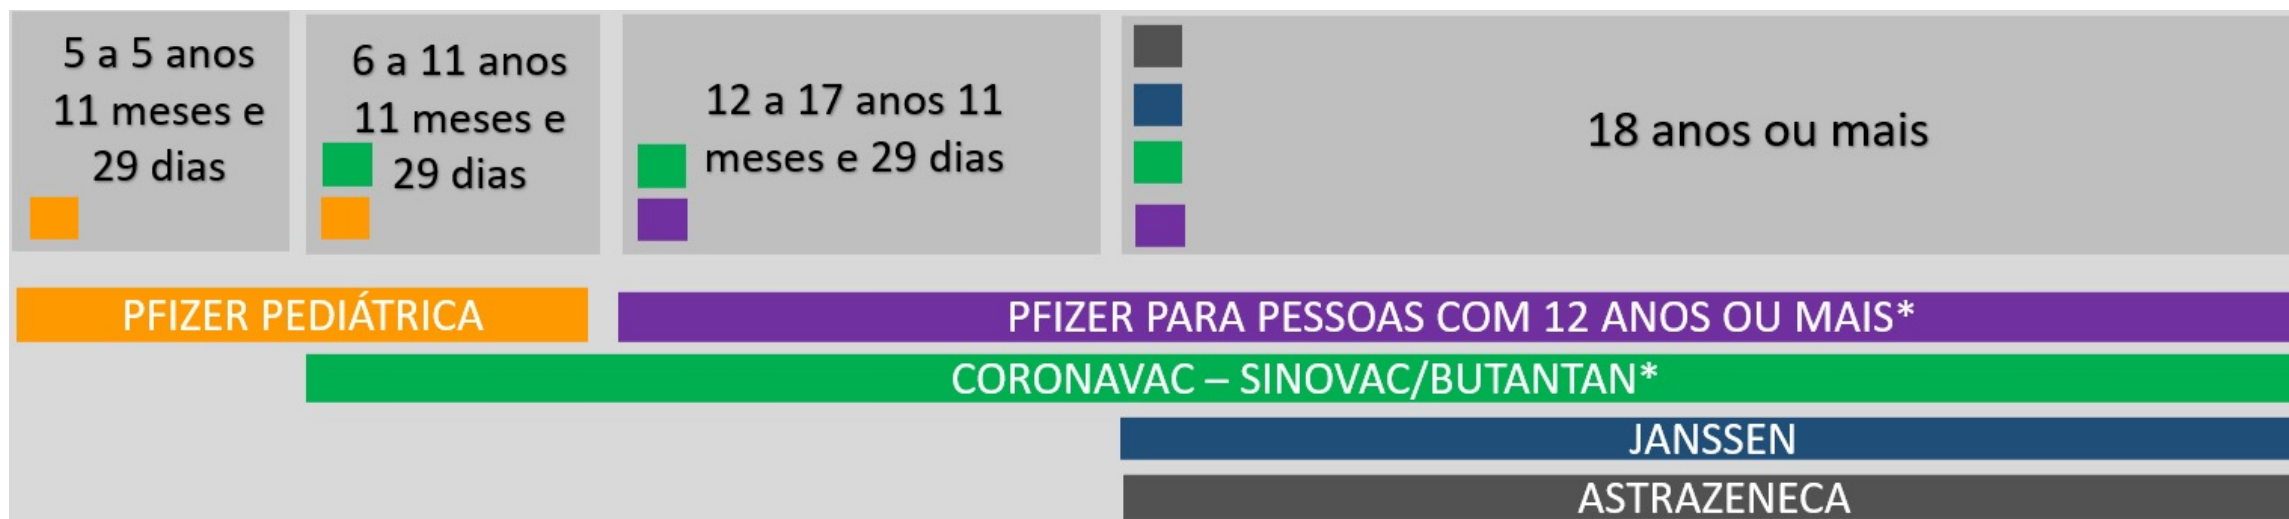 5 a 5 anos
11 meses e
29 dias
6 a 11 anos
11 meses e
29 dias
12 a 17 anos 11
meses e 29 dias
18 anos ou mais
PFIZER PEDIÁTRICA
PFIZER PARA PESSOAS COM 12 ANOS OU MAIS*
CORONAVAC – SINOVAC/BUTANTAN*
JANSSEN
ASTRAZENECA